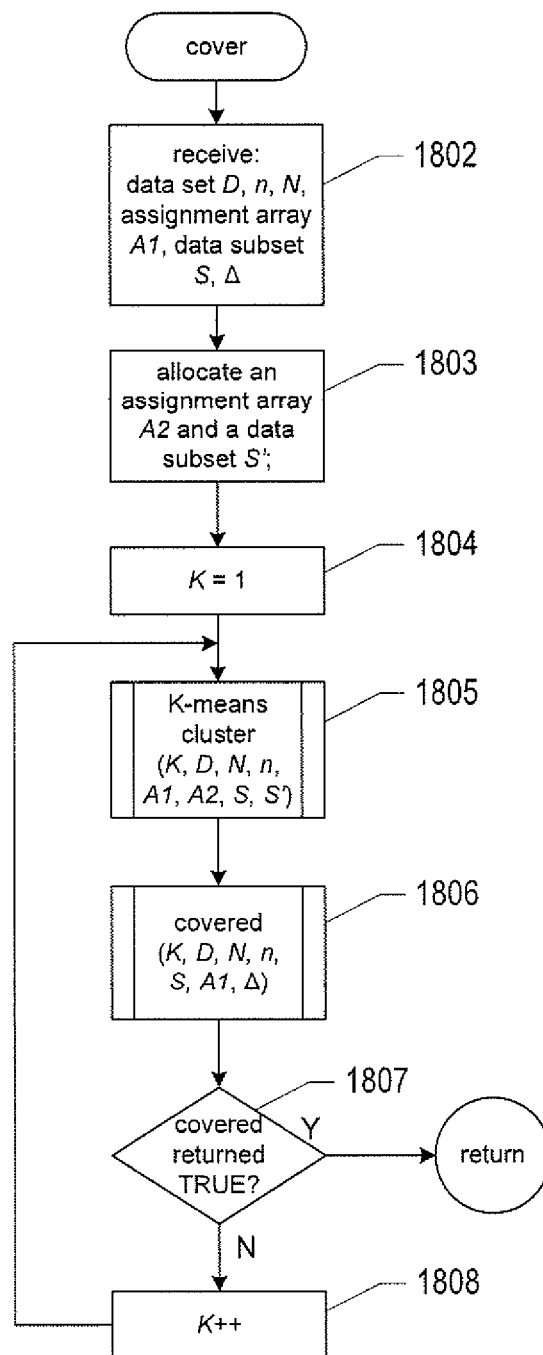 cover
receive:
data set D, n, N,
assignment array
A1, data subset
S, Δ
1802
allocate an
assignment array
A2 and a data
subset S';
1803
K = 1
1804
K-means
cluster
(K, D, N, n,
A1, A2, S, S')
1805
covered
(K, D, N, n,
S, A1, Δ)
1806
1807
covered
returned
TRUE?
Y
return
N
K++
1808